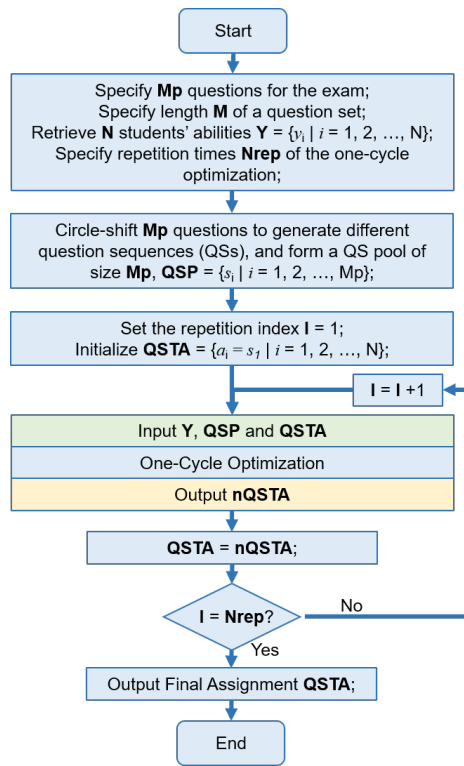 Start
Specify Mp questions for the exam;
Specify length M of a question set;
Retrieve N students’ abilities Y = {yi | i = 1, 2, …, N};
Specify repetition times Nrep of the one-cycle
optimization;
Circle-shift Mp questions to generate different
question sequences (QSs), and form a QS pool of
size Mp, QSP = {si | i = 1, 2, …, Mp};
Set the repetition index I = 1;
Initialize QSTA = {ai = s1 | i = 1, 2, …, N};
I = I +1
Input Y, QSP and QSTA
One-Cycle Optimization
Output nQSTA
QSTA = nQSTA;
I = Nrep?
No
Yes
Output Final Assignment QSTA;
End